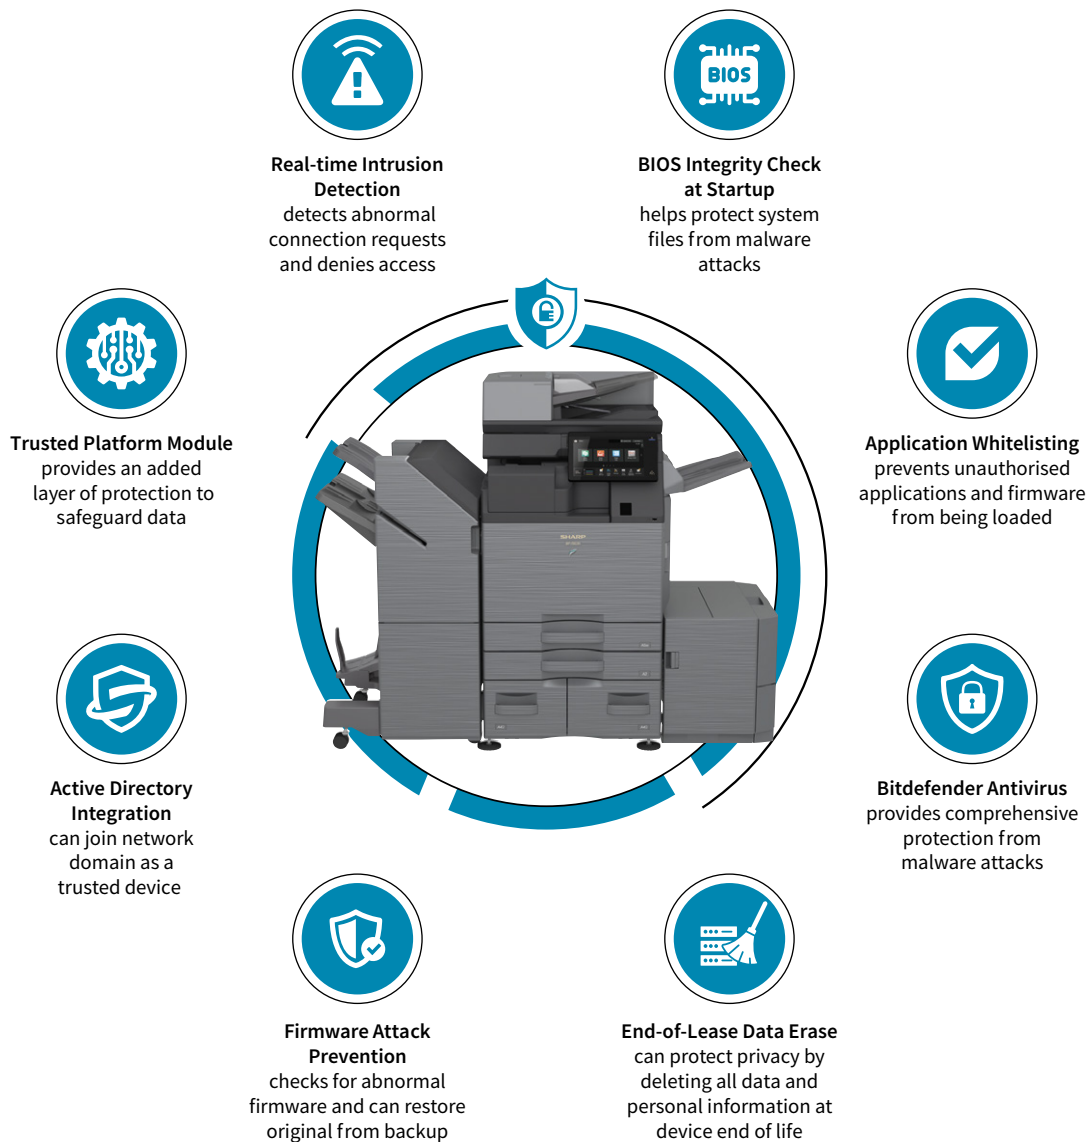 BIOS
Real-time Intrusion
Detection
detects abnormal
connection requests
and denies access
BIOS Integrity Check
at Startup
helps protect system
files from malware
attacks
Trusted Platform Module
provides an added
layer of protection to
safeguard data
Application Whitelisting
prevents unauthorised
applications and firmware
from being loaded
SHARP
Active Directory
Integration
can join network
domain as a
trusted device
Bitdefender Antivirus
provides comprehensive
protection from
malware attacks
Firmware Attack
Prevention
checks for abnormal
firmware and can restore
original from backup
End-of-Lease Data Erase
can protect privacy by
deleting all data and
personal information at
device end of life